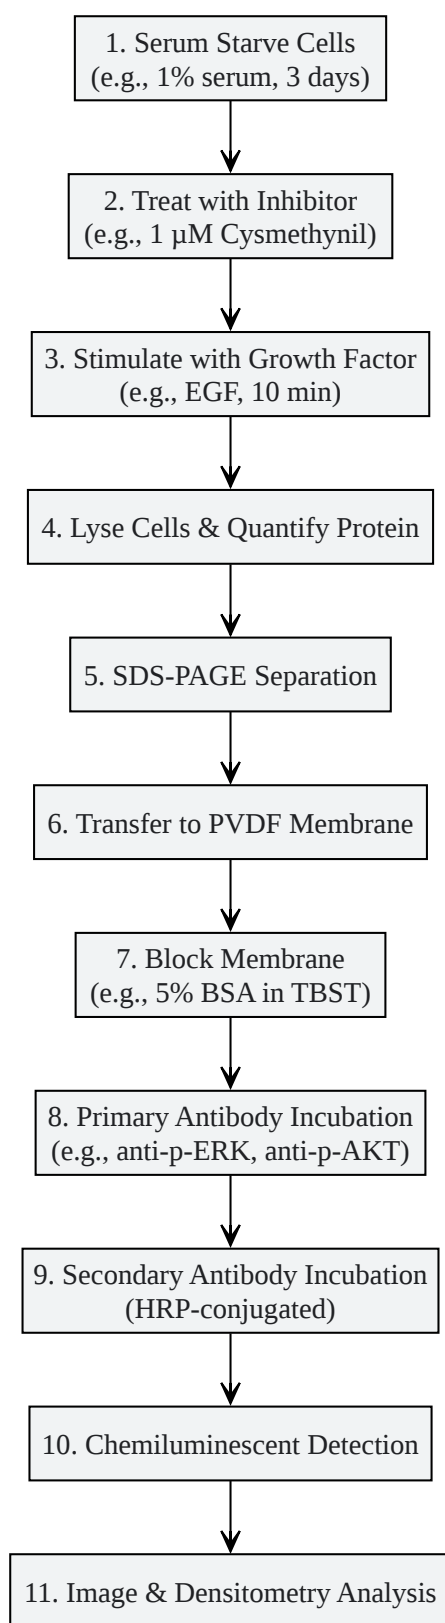 1. Serum Starve Cells
(e.g., 1% serum, 3 days)
2. Treat with Inhibitor
(e.g., 1 µM Cysmethynil)
3. Stimulate with Growth Factor
(e.g., EGF, 10 min)
4. Lyse Cells & Quantify Protein
5. SDS-PAGE Separation
6. Transfer to PVDF Membrane
7. Block Membrane
(e.g., 5% BSA in TBST)
8. Primary Antibody Incubation
(e.g., anti-p-ERK, anti-p-AKT)
9. Secondary Antibody Incubation
(HRP-conjugated)
10. Chemiluminescent Detection
11. Image & Densitometry Analysis